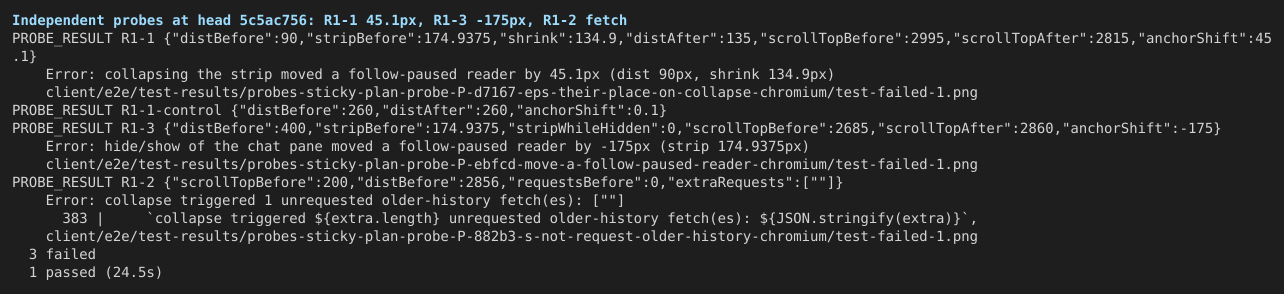 Independent probes at head 5c5ac756: R1-1 45.1px, R1-3 -175px, R1-2 fetch
PROBE_RESULT R1-1 {"distBefore":90,"stripBefore":174.9375,"shrink":134.9,"distAfter":135,"scrollTopBefore":2995,"scrollTopAfter":2815,"anchorShift":45
.1}
    Error: collapsing the strip moved a follow-paused reader by 45.1px (dist 90px, shrink 134.9px)
    client/e2e/test-results/probes-sticky-plan-probe-P-d7167-eps-their-place-on-collapse-chromium/test-failed-1.png
PROBE_RESULT R1-1-control {"distBefore":260,"distAfter":260,"anchorShift":0.1}
PROBE_RESULT R1-3 {"distBefore":400,"stripBefore":174.9375,"stripWhileHidden":0,"scrollTopBefore":2685,"scrollTopAfter":2860,"anchorShift":-175}
    Error: hide/show of the chat pane moved a follow-paused reader by -175px (strip 174.9375px)
    client/e2e/test-results/probes-sticky-plan-probe-P-ebfcd-move-a-follow-paused-reader-chromium/test-failed-1.png
PROBE_RESULT R1-2 {"scrollTopBefore":200,"distBefore":2856,"requestsBefore":0,"extraRequests":[""]}
    Error: collapse triggered 1 unrequested older-history fetch(es): [""]
      383 |     `collapse triggered ${extra.length} unrequested older-history fetch(es): ${JSON.stringify(extra)}`,
    client/e2e/test-results/probes-sticky-plan-probe-P-882b3-s-not-request-older-history-chromium/test-failed-1.png
  3 failed
  1 passed (24.5s)